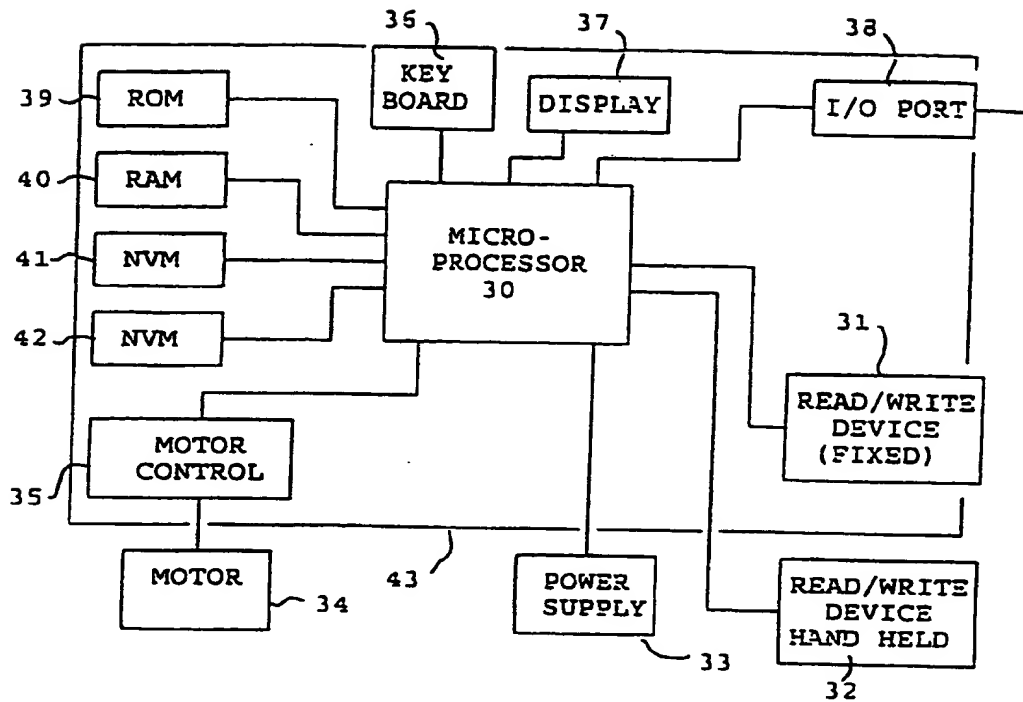 36
37
38
KEY
BOARD
39
ROM
DISPLAY
I/O PORT
40
RAM
MICRO-
PROCESSOR
30
41
NVM
42
NVM
31
READ/WRITE
DEVICE
(FIXED)
MOTOR
CONTROL
35
MOTOR
34
43
POWER
SUPPLY
33
READ/WRITE
DEVICE
HAND HELD
32